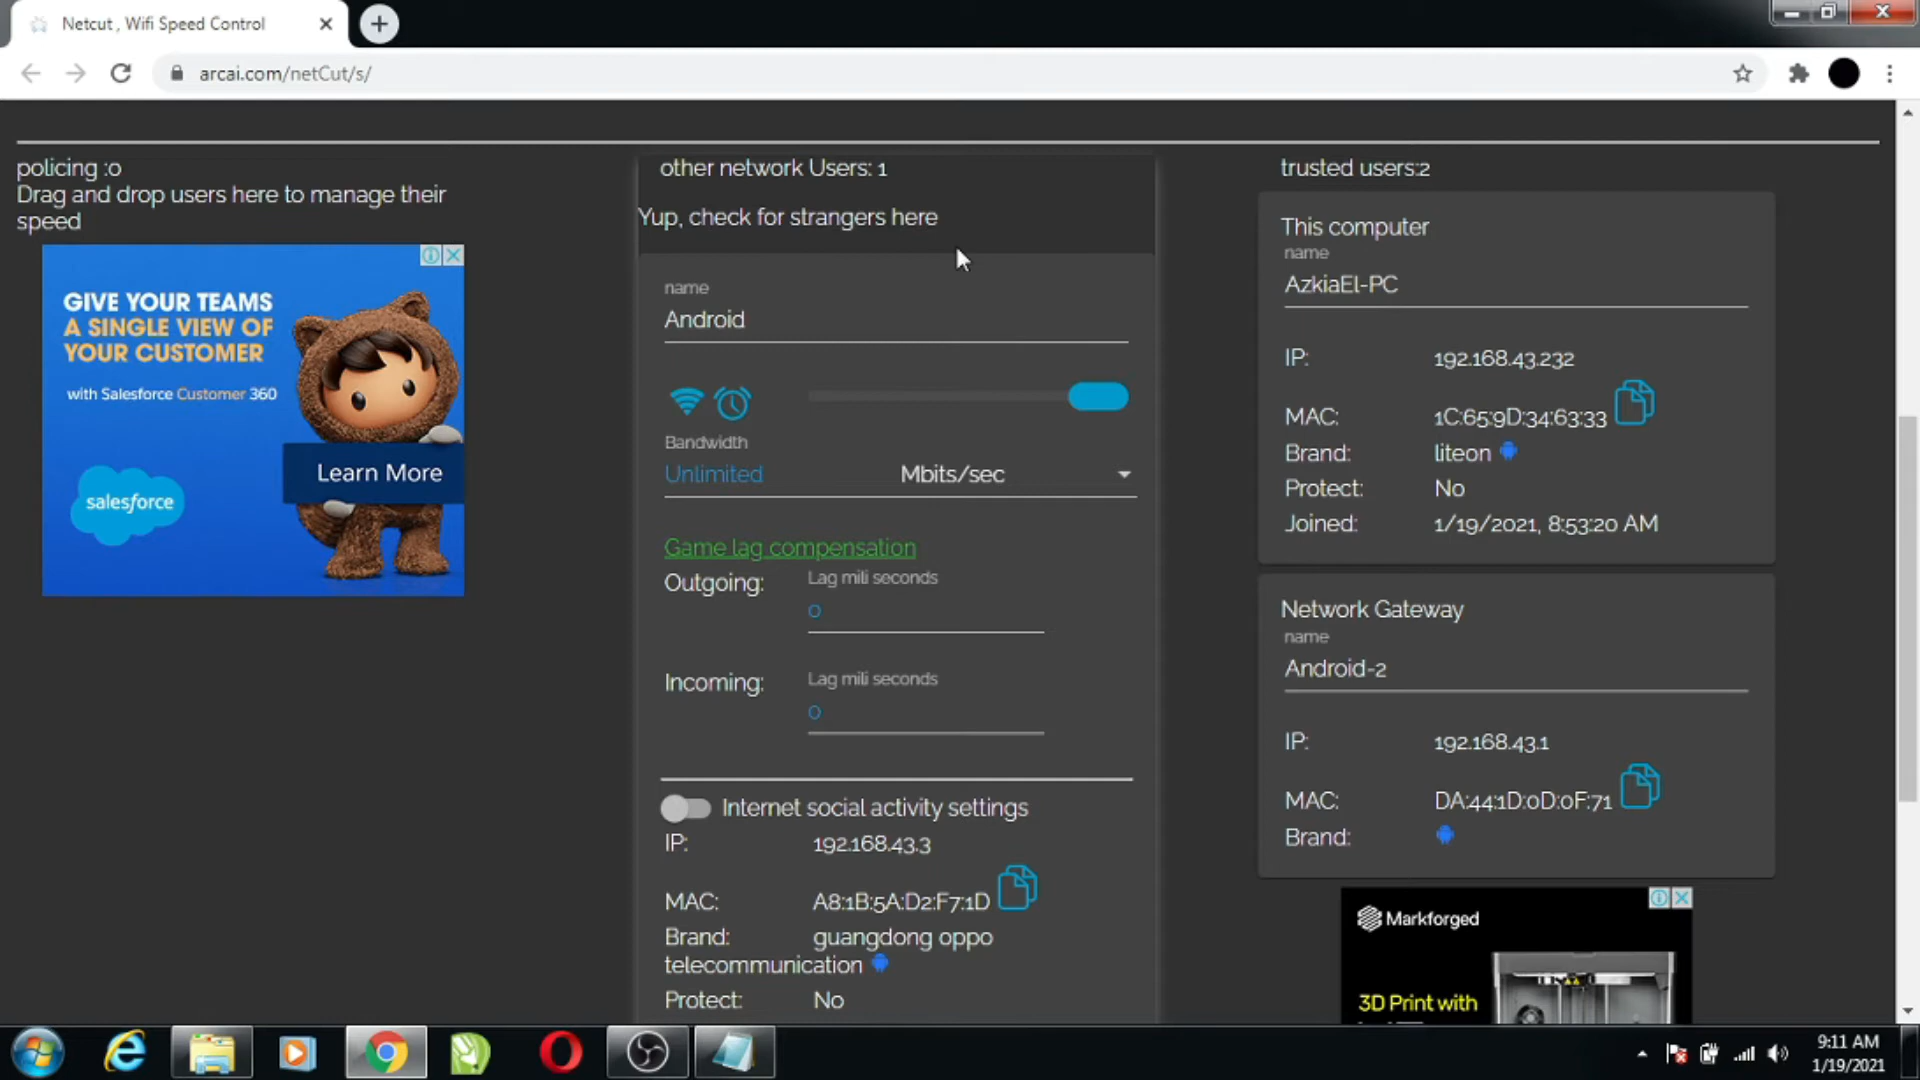 Netcut , Wifi Speed Control
arcai.com/netCut/s/
policing :0
Drag and drop users here to manage their
speed
GIVE YOUR TEAMS
A SINGLE VIEW OF
YOUR CUSTOMER
with Salesforce Customer 360
Learn More
salesforce
other network Users: 1
Yup, check for strangers here
name
Android
Bandwidth
Unlimited
Mbits/sec
Game lag compensation
Outgoing:
Lag mili seconds
0
Incoming:
Lag mili seconds
0
Internet social activity settings
IP: 192.168.43.3
MAC: A8:1B:5A:D2:F7:1D
Brand: guangdong oppo
telecommunication
Protect: No
trusted users:2
This computer
name
AzkiaEl-PC
IP: 192.168.43.232
MAC: 1C:65:9D:34:63:33
Brand: liteon
Protect: No
Joined: 1/19/2021, 8:53:20 AM
Network Gateway
name
Android-2
IP: 192.168.43.1
MAC: DA:44:1D:0D:0F:71
Brand:
Markforged
3D Print with
9:11 AM
1/19/2021